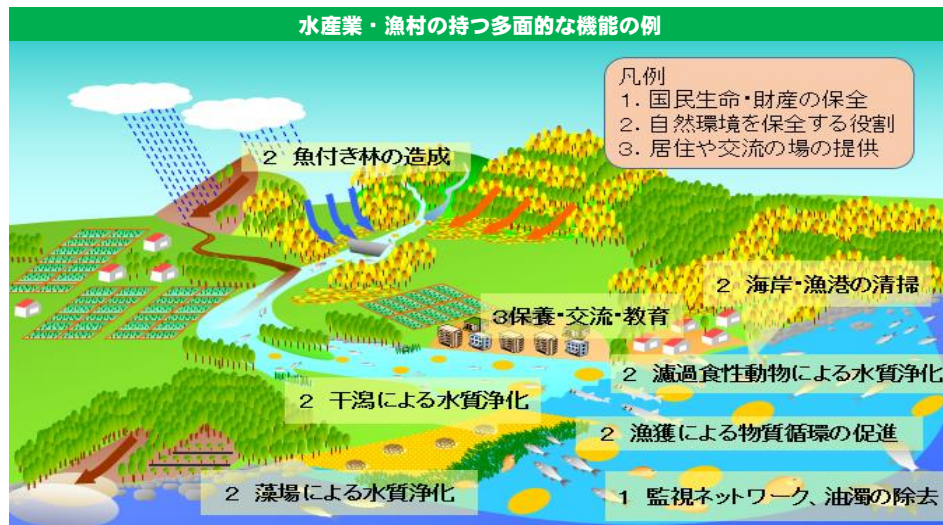 水産業・漁村の持つ多面的な機能の例
凡例
1. 国民生命・財産の保全
2. 自然環境を保全する役割
3. 居住や交流の場の提供
2 魚付き林の造成
2 海岸・漁港の清掃
3保養・交流・教育
2 濾過食性動物による水質浄化
2 干潟による水質浄化
2 漁獲による物質循環の促進
2 藻場による水質浄化
1 監視ネットワーク、油濁の除去